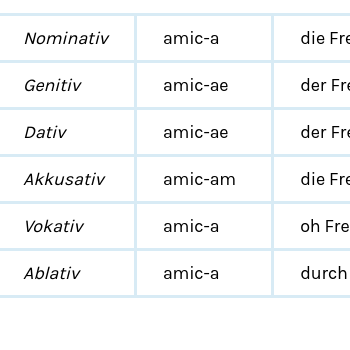 Nominativ amic-a die Fre
Genitiv amic-ae der Fre
Dativ amic-ae der Fre
Akkusativ amic-am die Fre
Vokativ amic-a oh Fre
Ablativ amic-a durch